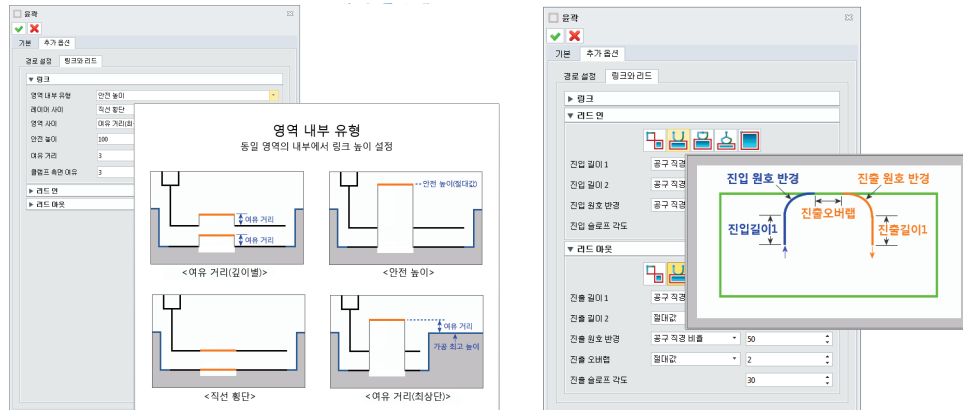 윤곽
기본 추가 옵션
경로 설정 링크와 리드
링크
영역 내부 유형 안전 높이
레이어 사이 직선 횡단
영역 사이
안전 높이 100
여유 거리 3
클램프 측면 여유 3
리드 인
리드 아웃
영역 내부 유형
동일 영역의 내부에서 링크 높이 설정
여유 거리
여유 거리
<여유 거리(깊이별)>
안전 높이(절대값)
<안전 높이>
<직선 횡단>
여유 거리
가공 최고 높이
<여유 거리(최상단)>
윤곽
기본 추가 옵션
경로 설정 링크와 리드
링크
리드 인
진입 길이 1 공구 직경
진입 길이 2 공구 직경
진입 원호 반경 공구 직경
진입 슬로프 각도
리드 아웃
진출 길이 1 공구 직경
진출 길이 2 절대값
진출 원호 반경 공구 직경 비율 50
진출 오버랩 절대값 2
진출 슬로프 각도 30
진입 원호 반경 진출 원호 반경
진출오버랩
진입길이1 진출길이1